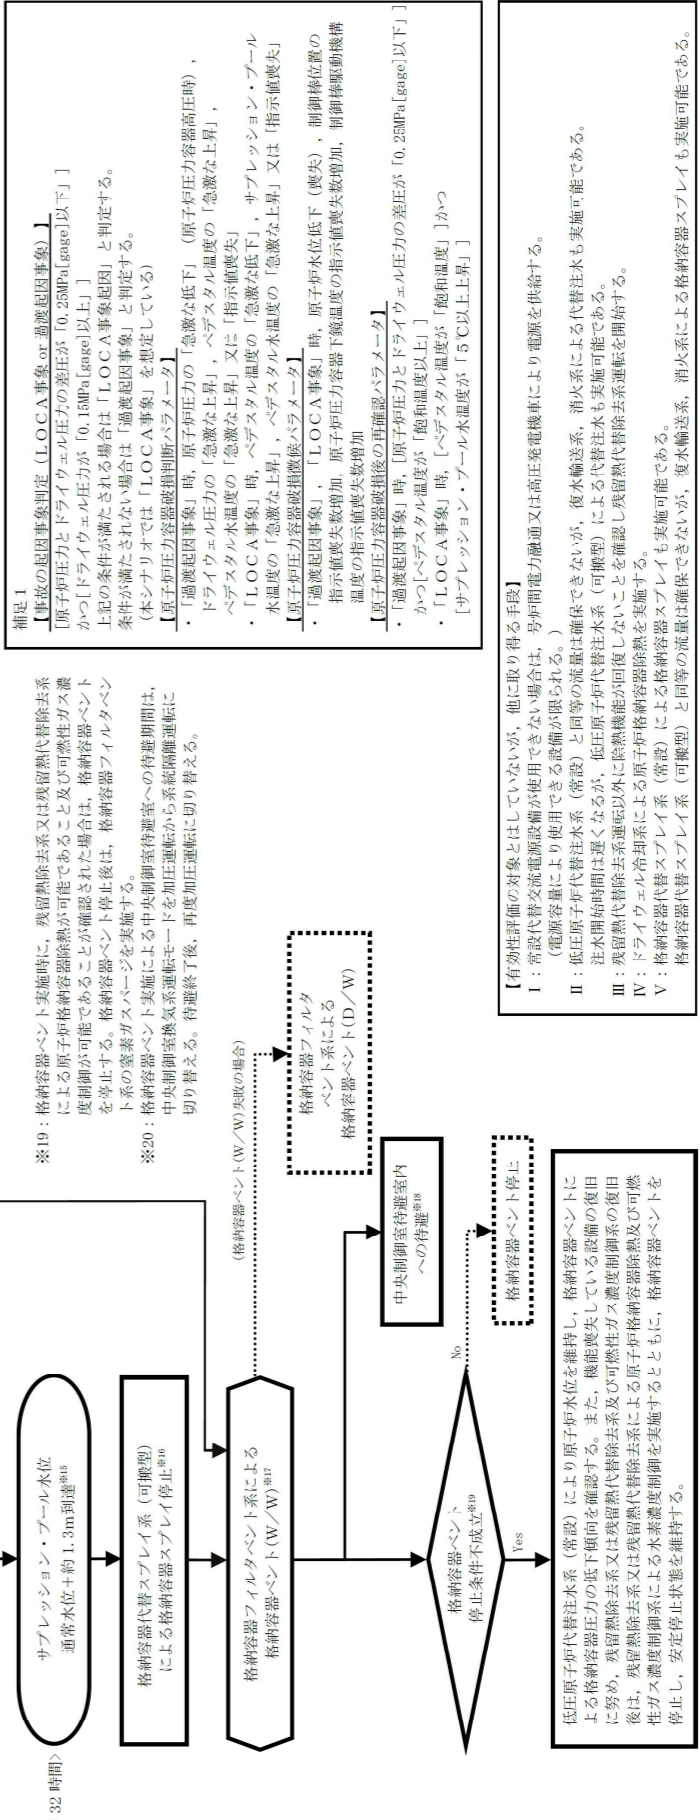 32 時間>
サプレッション・プール水位
通常水位＋約 1.3m到達※15
格納容器代替スプレイ系（可搬型）
による格納容器スプレイ停止※16
格納容器フィルタベント系による
格納容器ベント(W／W)※17
(格納容器ベント(W／W)失敗の場合)
格納容器フィルタ
ベント系による
格納容器ベント(D／W)
中央制御室待避室内
への待避※18
格納容器ベント
停止条件不成立※19
No
Yes
格納容器ベント停止
低圧原子炉代替注水系（常設）により原子炉水位を維持し，格納容器ベントに
よる格納容器圧力の低下傾向を確認する。また，機能喪失している設備の復旧
に努め，残留熱除去系又は残留熱代替除去系及び可燃性ガス濃度制御系の復旧
後は，残留熱除去系又は残留熱代替除去系による原子炉格納容器除熱及び可燃
性ガス濃度制御系による水素濃度制御を実施するとともに，格納容器ベントを
停止し，安定停止状態を維持する。
※19：格納容器ベント実施時に，残留熱除去系又は残留熱代替除去系
による原子炉格納容器除熱が可能であること及び可燃性ガス濃
度制御が可能であることが確認された場合は，格納容器ベント
を停止する。格納容器ベント停止後は，格納容器フィルタベン
ト系の窒素ガスパージを実施する。
※20：格納容器ベント実施による中央制御室待避室への待避期間は，
中央制御室換気系運転モードを加圧運転から系統隔離運転に
切り替える。待避終了後，再度加圧運転に切り替える。
補足１
【事故の起因事象判定（ＬＯＣＡ事象 or 過渡起因事象）】
[原子炉圧力とドライウェル圧力の差圧が「0.25MPa[gage]以下」]
かつ[ドライウェル圧力が「0.15MPa[gage]以上」]
上記の条件が満たされる場合は「ＬＯＣＡ事象起因」と判定する。
条件が満たされない場合は「過渡起因事象」と判定する。
（本シナリオでは「ＬＯＣＡ事象」を想定している）
【原子炉圧力容器破損判断パラメータ】
・「過渡起因事象」時，原子炉圧力の「急激な低下」（原子炉圧力容器高圧時），
ドライウェル圧力の「急激な上昇」，ペデスタル温度の「急激な上昇」，
ペデスタル水温度の「急激な上昇」又は「指示値喪失」
・「ＬＯＣＡ事象」時，ペデスタル温度の「急激な低下」，サプレッション・プール
水温度の「急激な上昇」，ペデスタル水温度の「急激な上昇」又は「指示値喪失」
【原子炉圧力容器破損徴候パラメータ】
・「過渡起因事象」，「ＬＯＣＡ事象」時，原子炉水位低下（喪失），制御棒位置の
指示値喪失数増加，原子炉圧力容器下鏡温度の指示値喪失数増加，制御棒駆動機構
温度の指示値喪失数増加
【原子炉圧力容器破損後の再確認パラメータ】
・「過渡起因事象」時，[原子炉圧力とドライウェル圧力の差圧が「0.25MPa[gage]以下」]
かつ[ペデスタル温度が「飽和温度以上」]
・「ＬＯＣＡ事象」時，[ペデスタル温度が「飽和温度」]かつ
[サプレッション・プール水温度が「５℃以上上昇」]
【有効性評価の対象とはしていないが，他に取り得る手段】
Ⅰ：常設代替交流電源設備が使用できない場合は，号炉間電力融通又は高圧発電機車により電源を供給する。
（電源容量により使用できる設備が限られる。）
Ⅱ：低圧原子炉代替注水系（常設）と同等の流量は確保できないが，復水輸送系，消火系による代替注水も実施可能である。
注水開始時間は遅くなるが，低圧原子炉代替注水系（可搬型）による代替注水も実施可能である。
Ⅲ：残留熱代替除去系運転以外に除熱機能が回復しないことを確認し残留熱代替除去系運転を開始する。
Ⅳ：ドライウェル冷却系による原子炉格納容器除熱を実施する。
Ⅴ：格納容器代替スプレイ系（常設）による格納容器スプレイも実施可能である。
格納容器代替スプレイ系（可搬型）と同等の流量は確保できないが，復水輸送系，消火系による格納容器スプレイも実施可能である。